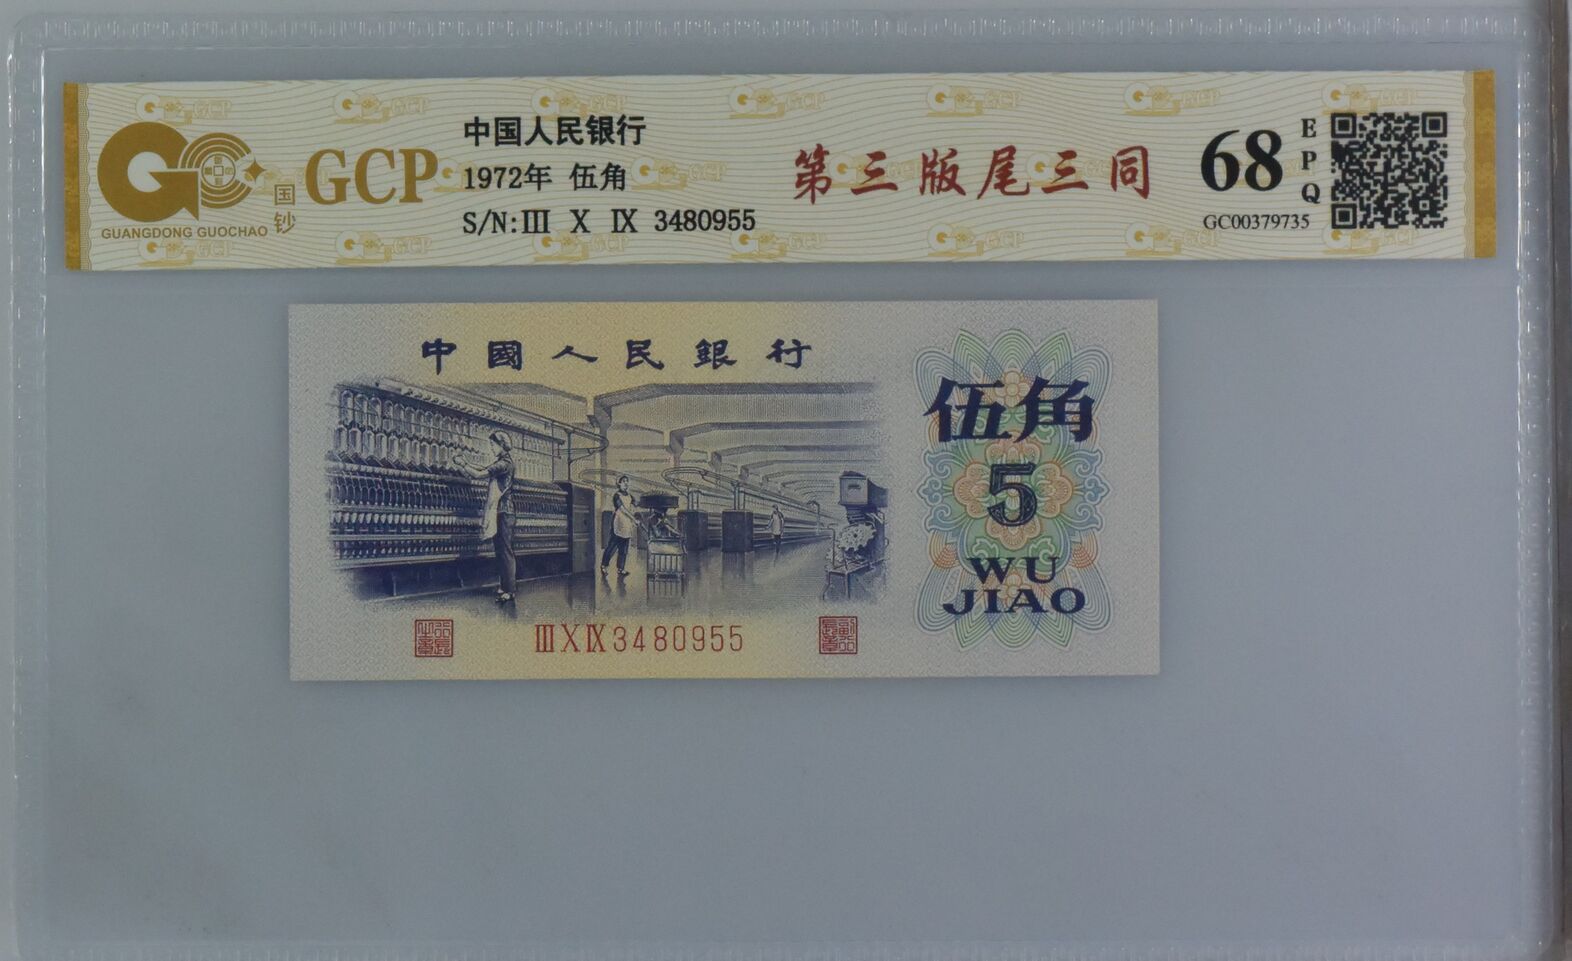 GUANGDONG GUOCHAO
国钞
GCP
中国人民银行
1972年 伍角
S/N:Ⅲ Ⅹ Ⅸ 3480955
第三版尾三同
68
EPQ
GC00379735
中國人民銀行
伍角
5
WU
JIAO
ⅢⅩⅨ3480955